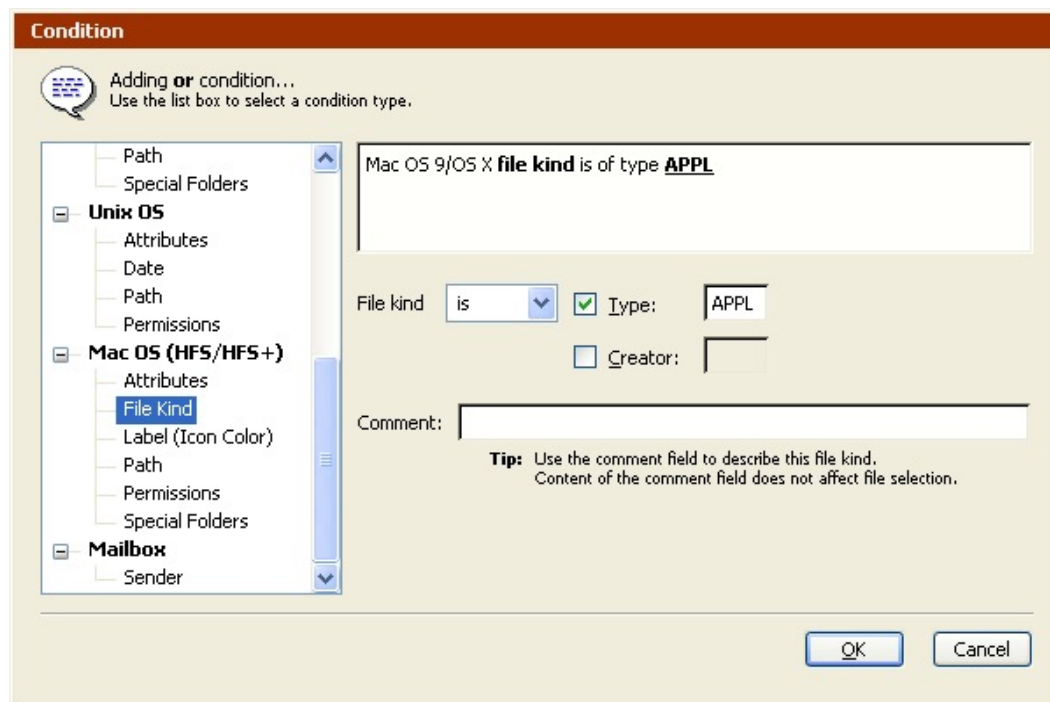 Condition
Adding or condition...
Use the list box to select a condition type.
Path
Special Folders
Unix OS
Attributes
Date
Path
Permissions
Mac OS (HFS/HFS+)
Attributes
File Kind
Label (Icon Color)
Path
Permissions
Special Folders
Mailbox
Sender
Mac OS 9/OS X file kind is of type APPL
File kind is Type: APPL
Creator:
Comment:
Tip: Use the comment field to describe this file kind.
Content of the comment field does not affect file selection.
OK Cancel